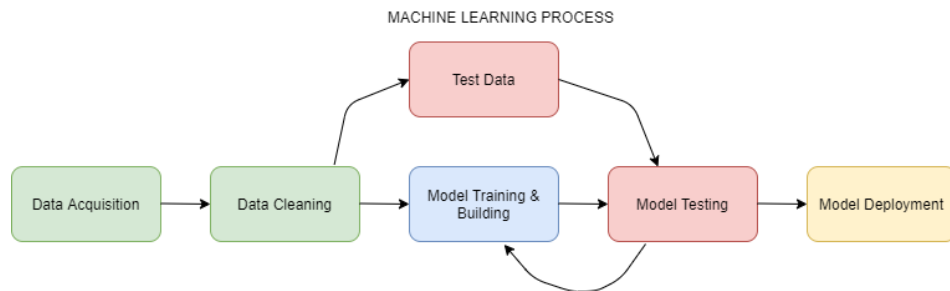 MACHINE LEARNING PROCESS
Test Data
Data Acquisition
Data Cleaning
Model Training &
Building
Model Testing
Model Deployment